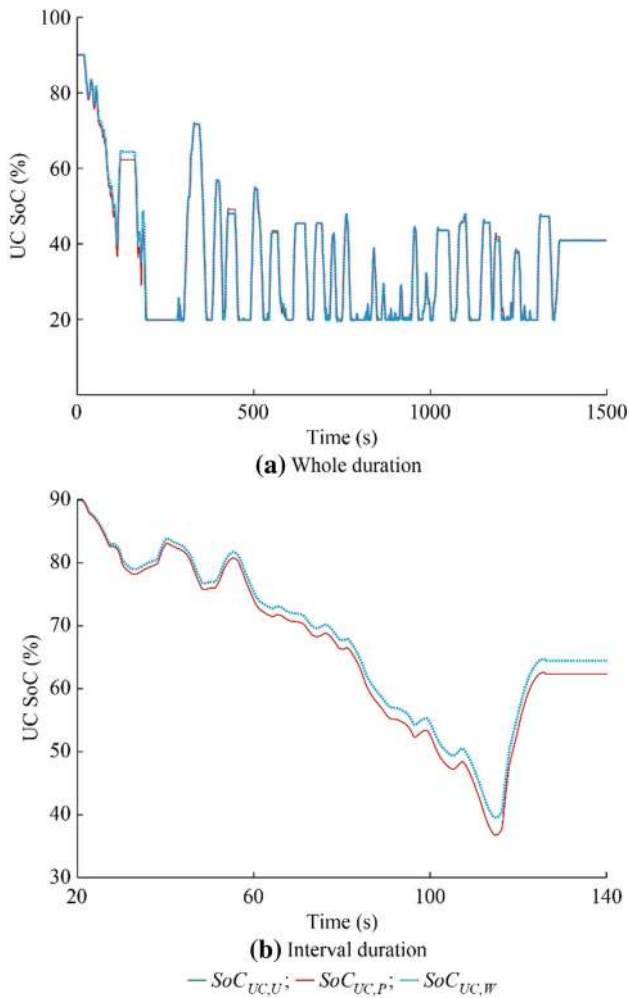 100
80
60
40
20
UC SoC (%)
0 500 1000 1500
Time (s)
(a) Whole duration
90
80
70
60
50
40
30
UC SoC (%)
20 60 100 140
Time (s)
(b) Interval duration
SoC_{UC,U}; SoC_{UC,P}; SoC_{UC,W}